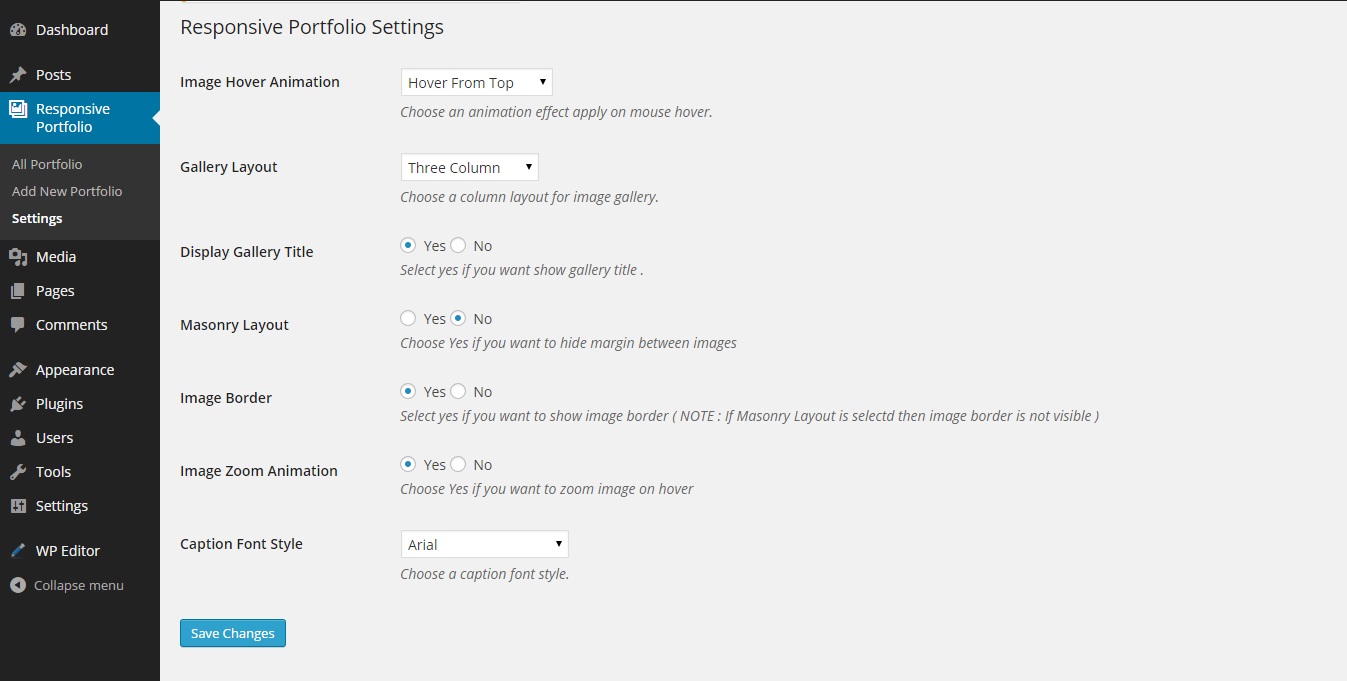 Dashboard
Posts
Responsive
Portfolio
All Portfolio
Add New Portfolio
Settings
Media
Pages
Comments
Appearance
Plugins
Users
Tools
Settings
WP Editor
Collapse menu
Responsive Portfolio Settings
Image Hover Animation
Hover From Top
Choose an animation effect apply on mouse hover.
Gallery Layout
Three Column
Choose a column layout for image gallery.
Display Gallery Title
Yes No
Select yes if you want show gallery title .
Masonry Layout
Yes No
Choose Yes if you want to hide margin between images
Image Border
Yes No
Select yes if you want to show image border ( NOTE : If Masonry Layout is selectd then image border is not visible )
Image Zoom Animation
Yes No
Choose Yes if you want to zoom image on hover
Caption Font Style
Arial
Choose a caption font style.
Save Changes